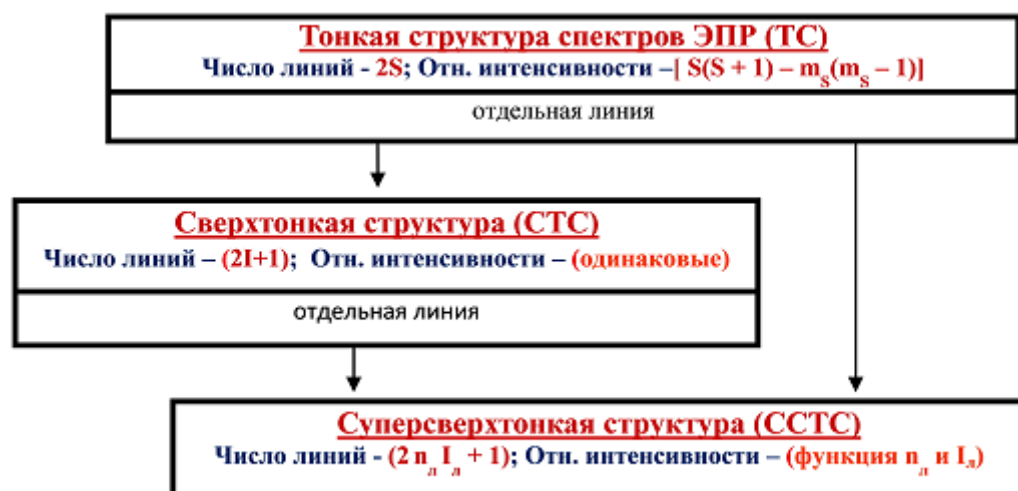 Тонкая структура спектров ЭПР (ТС)
Число линий - 2S; Отн. интенсивности –[ S(S + 1) – mS(mS – 1)]
отдельная линия
Сверхтонкая структура (СТС)
Число линий – (2I+1);  Отн. интенсивности – (одинаковые)
отдельная линия
Суперсверхтонкая структура (ССТС)
Число линий - (2 nл Iл + 1); Отн. интенсивности – (функция nл и Iл)